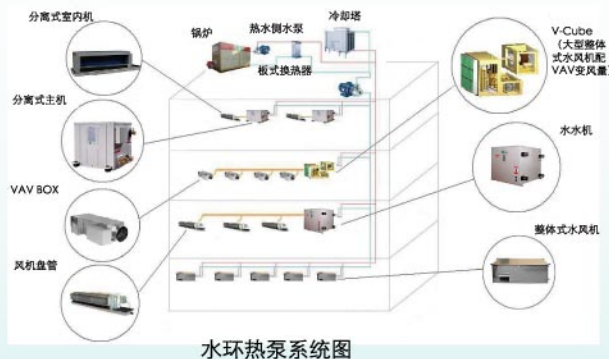 分离式室内机
锅炉
热水侧水泵
冷却塔
V-Cube
(大型整体
式水风机配
VAV变风量)
板式换热器
分离式主机
水水机
VAV BOX
整体式水风机
风机盘管
水环热泵系统图